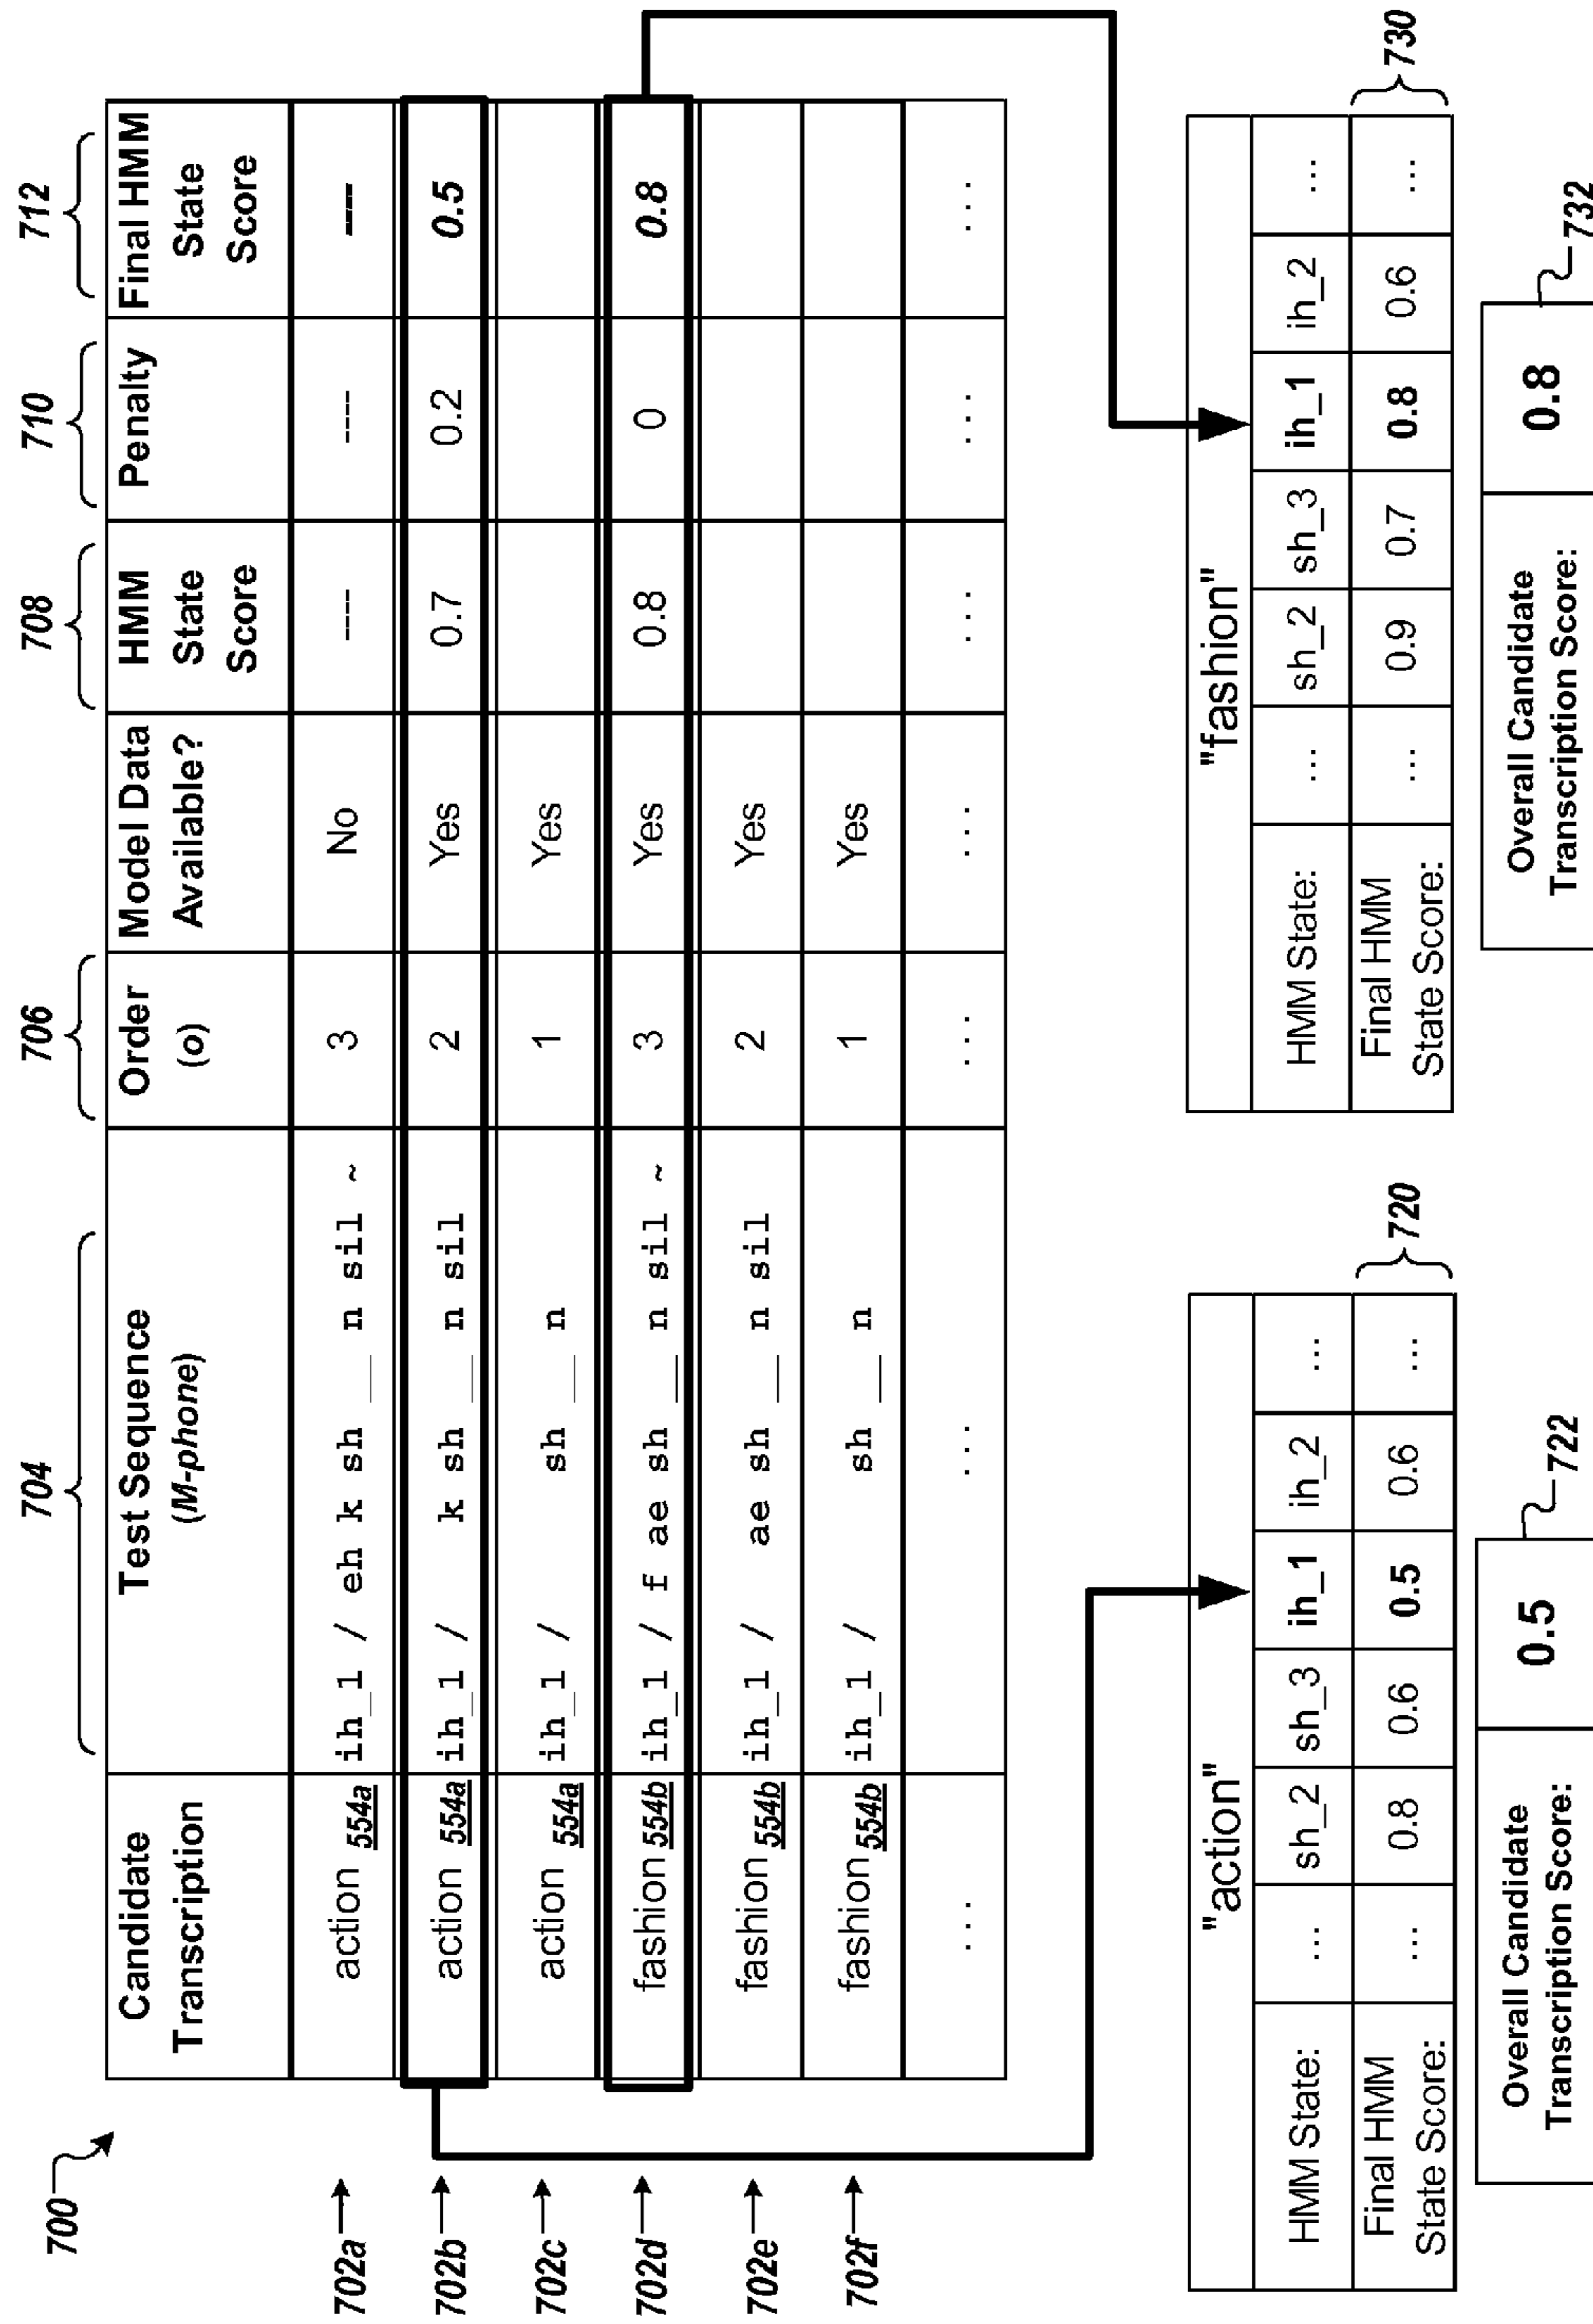 700
704
706
708
710
712
Candidate Transcription | Test Sequence (M-phone) | Order (o) | Model Data Available? | HMM State Score | Penalty | Final HMM State Score
702a action 554a | ih_1 / eh k sh __ n sil ~ | 3 | No | ---- | ---- | ----
702b action 554a | ih_1 / k sh __ n sil | 2 | Yes | 0.7 | 0.2 | 0.5
702c action 554a | ih_1 / sh __ n | 1 | Yes
702d fashion 554b | ih_1 / f ae sh __ n sil ~ | 3 | Yes | 0.8 | 0 | 0.8
702e fashion 554b | ih_1 / ae sh __ n sil | 2 | Yes
702f fashion 554b | ih_1 / sh __ n | 1 | Yes
... | ... | ... | ... | ... | ... | ...
"action"
HMM State: | ... | sh_2 | sh_3 | ih_1 | ih_2 | ...
Final HMM State Score: | ... | 0.8 | 0.6 | 0.5 | 0.6 | ...
720
Overall Candidate Transcription Score: | 0.5
722
"fashion"
HMM State: | ... | sh_2 | sh_3 | ih_1 | ih_2 | ...
Final HMM State Score: | ... | 0.9 | 0.7 | 0.8 | 0.6 | ...
730
Overall Candidate Transcription Score: | 0.8
732